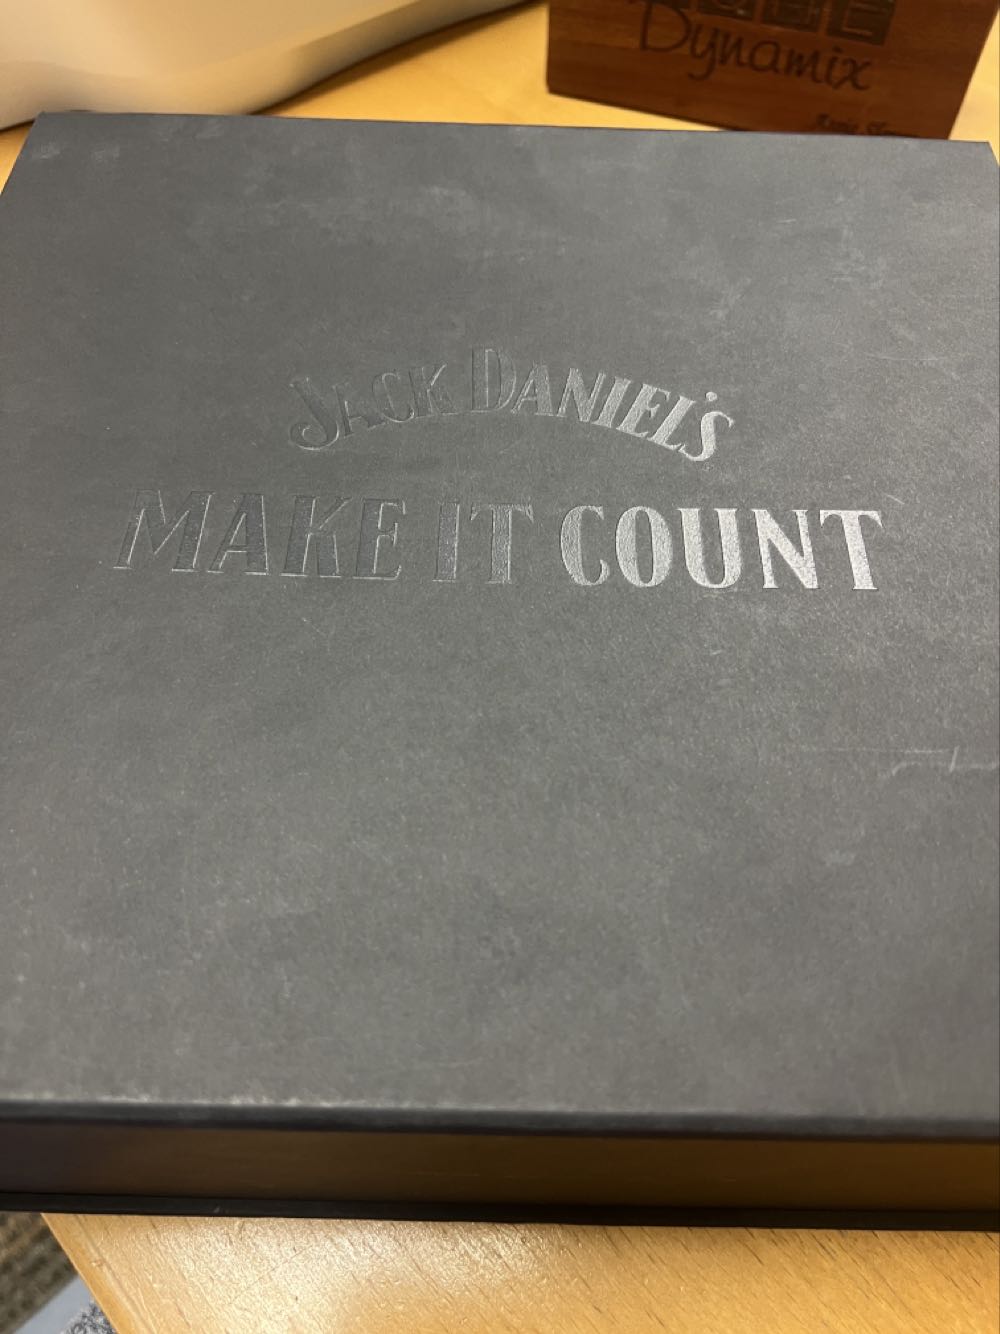 Dynamix
JACK DANIEL'S
MAKE IT COUNT